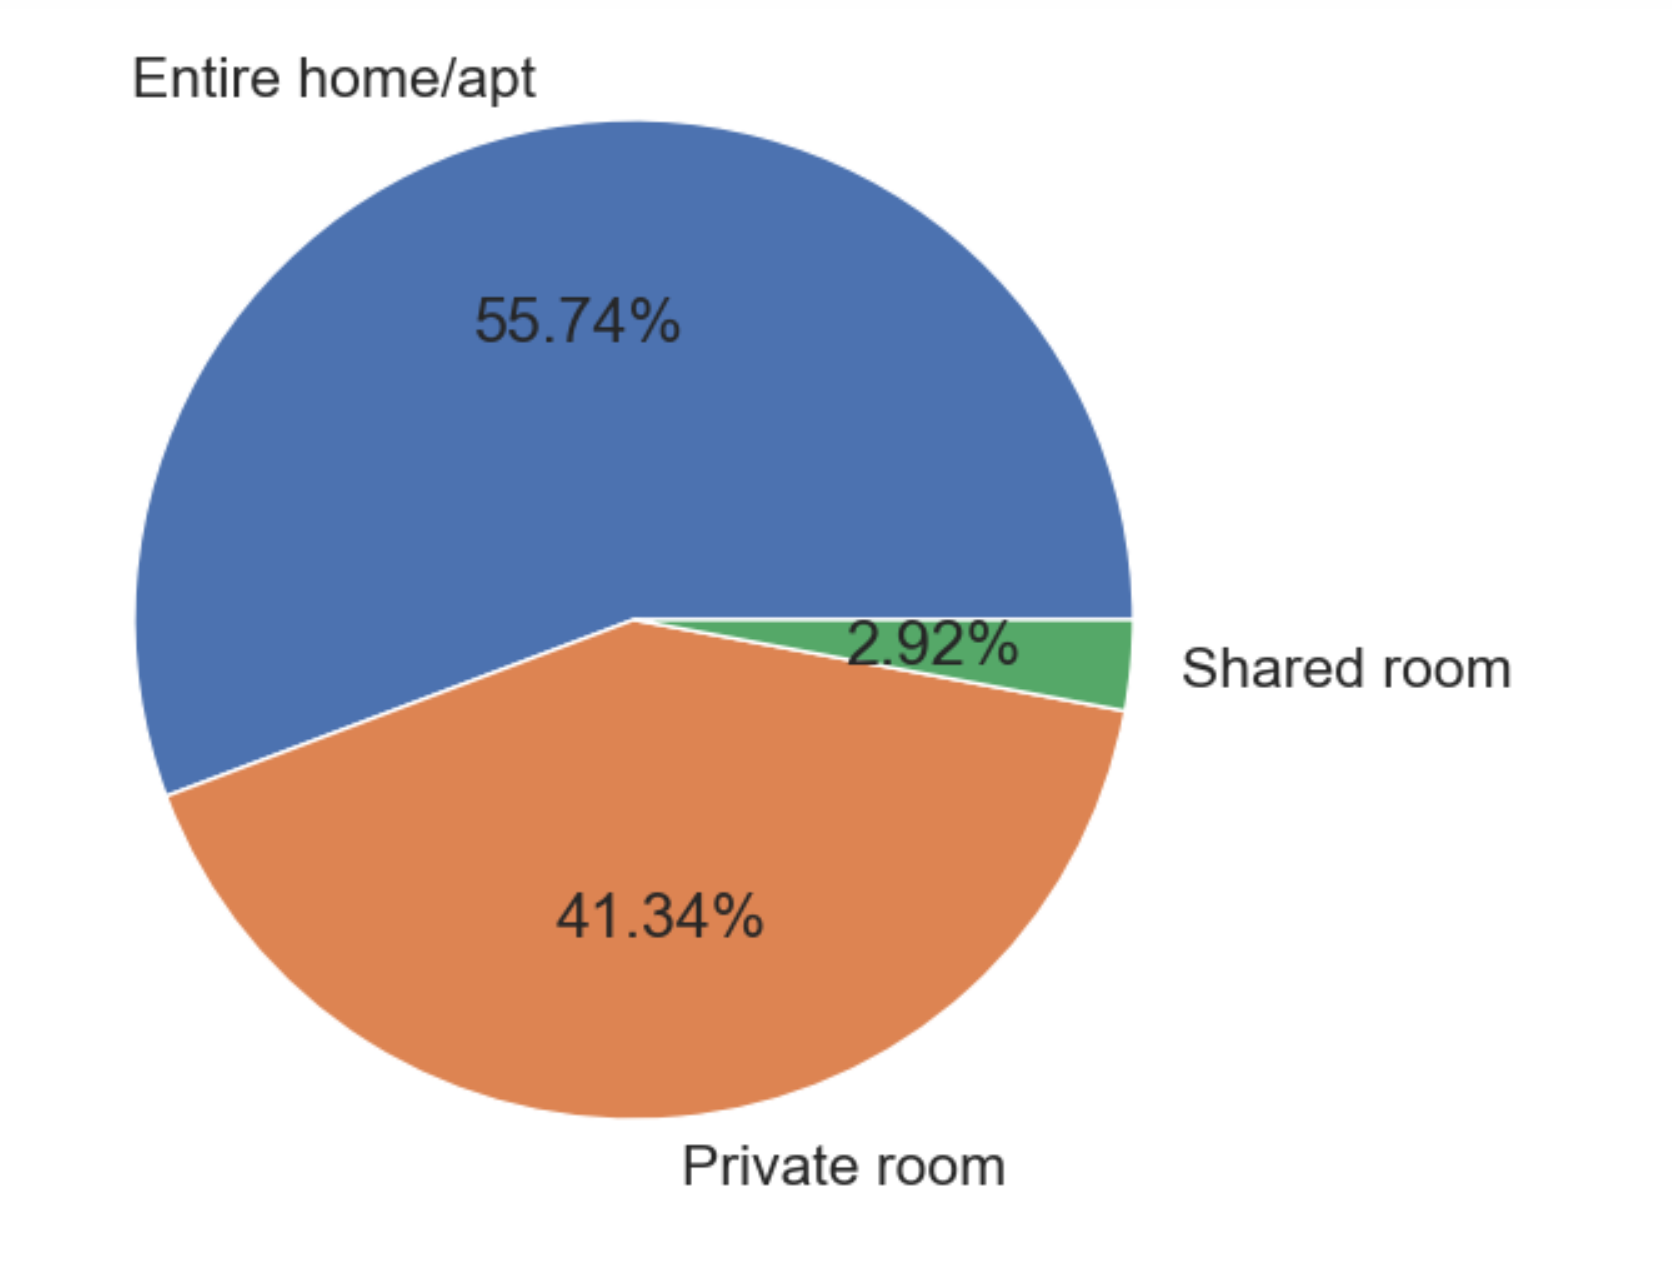 Entire home/apt
55.74%
2.92%
Shared room
41.34%
Private room